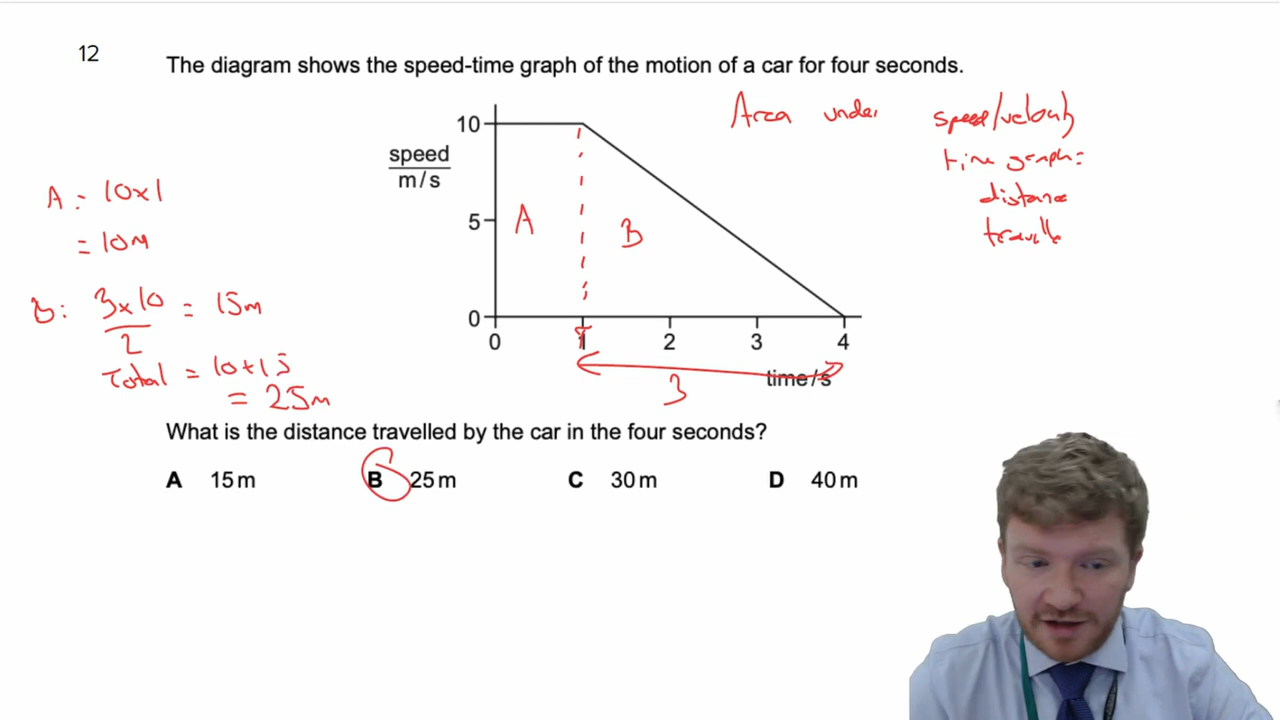 12
The diagram shows the speed-time graph of the motion of a car for four seconds.
Area under speed/velocity
time graph =
distance
travelled
10
speed
m/s
5
0
0 1 2 3 4
time/s
3
A
B
A = 10x1
= 10m
B: 3x10 = 15m
2
Total = 10+15
= 25m
What is the distance travelled by the car in the four seconds?
A 15 m B 25 m C 30 m D 40 m